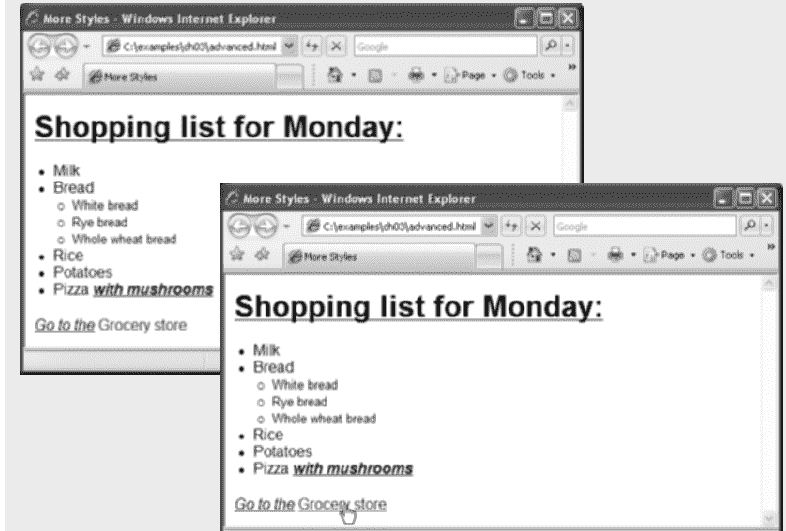 More Styles - Windows Internet Explorer
C:\examples\ch03\advanced.html
Google
More Styles
Page
Tools
»
Shopping list for Monday:
• Milk
• Bread
○ White bread
○ Rye bread
○ Whole wheat bread
• Rice
• Potatoes
• Pizza with mushrooms
Go to the Grocery store
More Styles - Windows Internet Explorer
C:\examples\ch03\advanced.html
Google
More Styles
Page
Tools
»
Shopping list for Monday:
• Milk
• Bread
○ White bread
○ Rye bread
○ Whole wheat bread
• Rice
• Potatoes
• Pizza with mushrooms
Go to the Grocery store